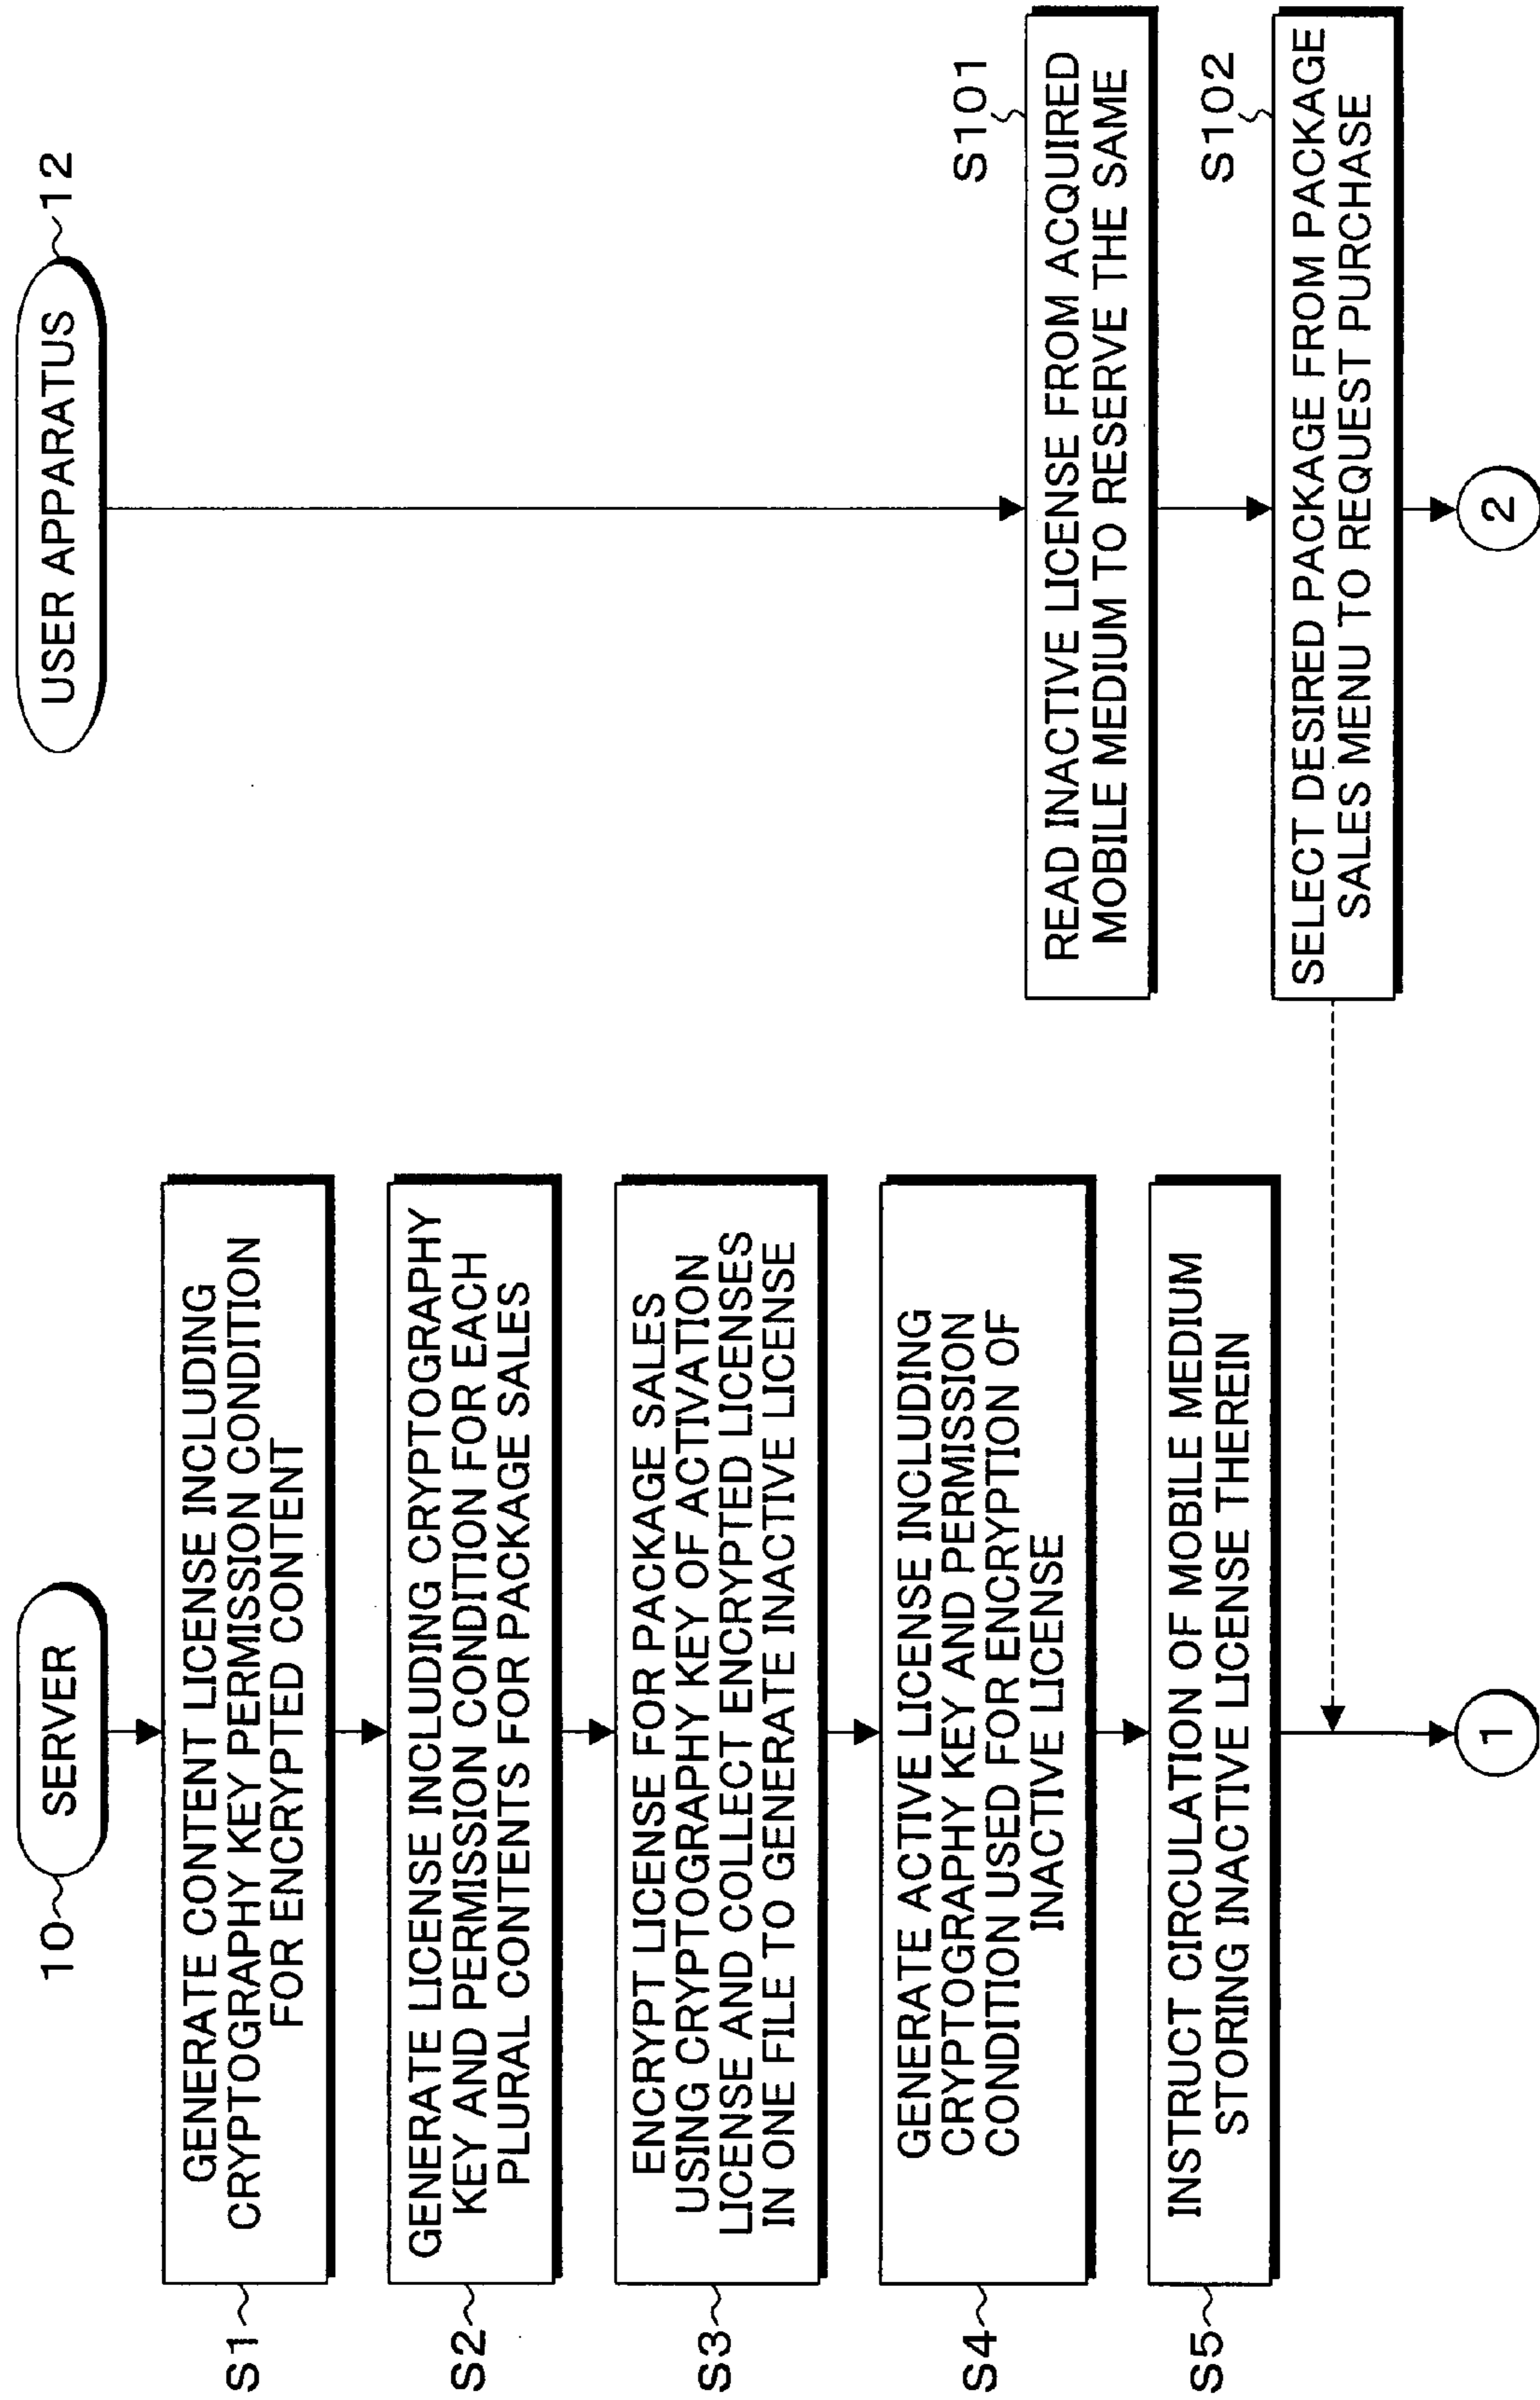 10
SERVER
S1
GENERATE CONTENT LICENSE INCLUDING
CRYPTOGRAPHY KEY PERMISSION CONDITION
FOR ENCRYPTED CONTENT
S2
GENERATE LICENSE INCLUDING CRYPTOGRAPHY
KEY AND PERMISSION CONDITION FOR EACH
PLURAL CONTENTS FOR PACKAGE SALES
S3
ENCRYPT LICENSE FOR PACKAGE SALES
USING CRYPTOGRAPHY KEY OF ACTIVATION
LICENSE AND COLLECT ENCRYPTED LICENSES
IN ONE FILE TO GENERATE INACTIVE LICENSE
S4
GENERATE ACTIVE LICENSE INCLUDING
CRYPTOGRAPHY KEY AND PERMISSION
CONDITION USED FOR ENCRYPTION OF
INACTIVE LICENSE
S5
INSTRUCT CIRCULATION OF MOBILE MEDIUM
STORING INACTIVE LICENSE THEREIN
1
USER APPARATUS
12
S101
READ INACTIVE LICENSE FROM ACQUIRED
MOBILE MEDIUM TO RESERVE THE SAME
S102
SELECT DESIRED PACKAGE FROM PACKAGE
SALES MENU TO REQUEST PURCHASE
2